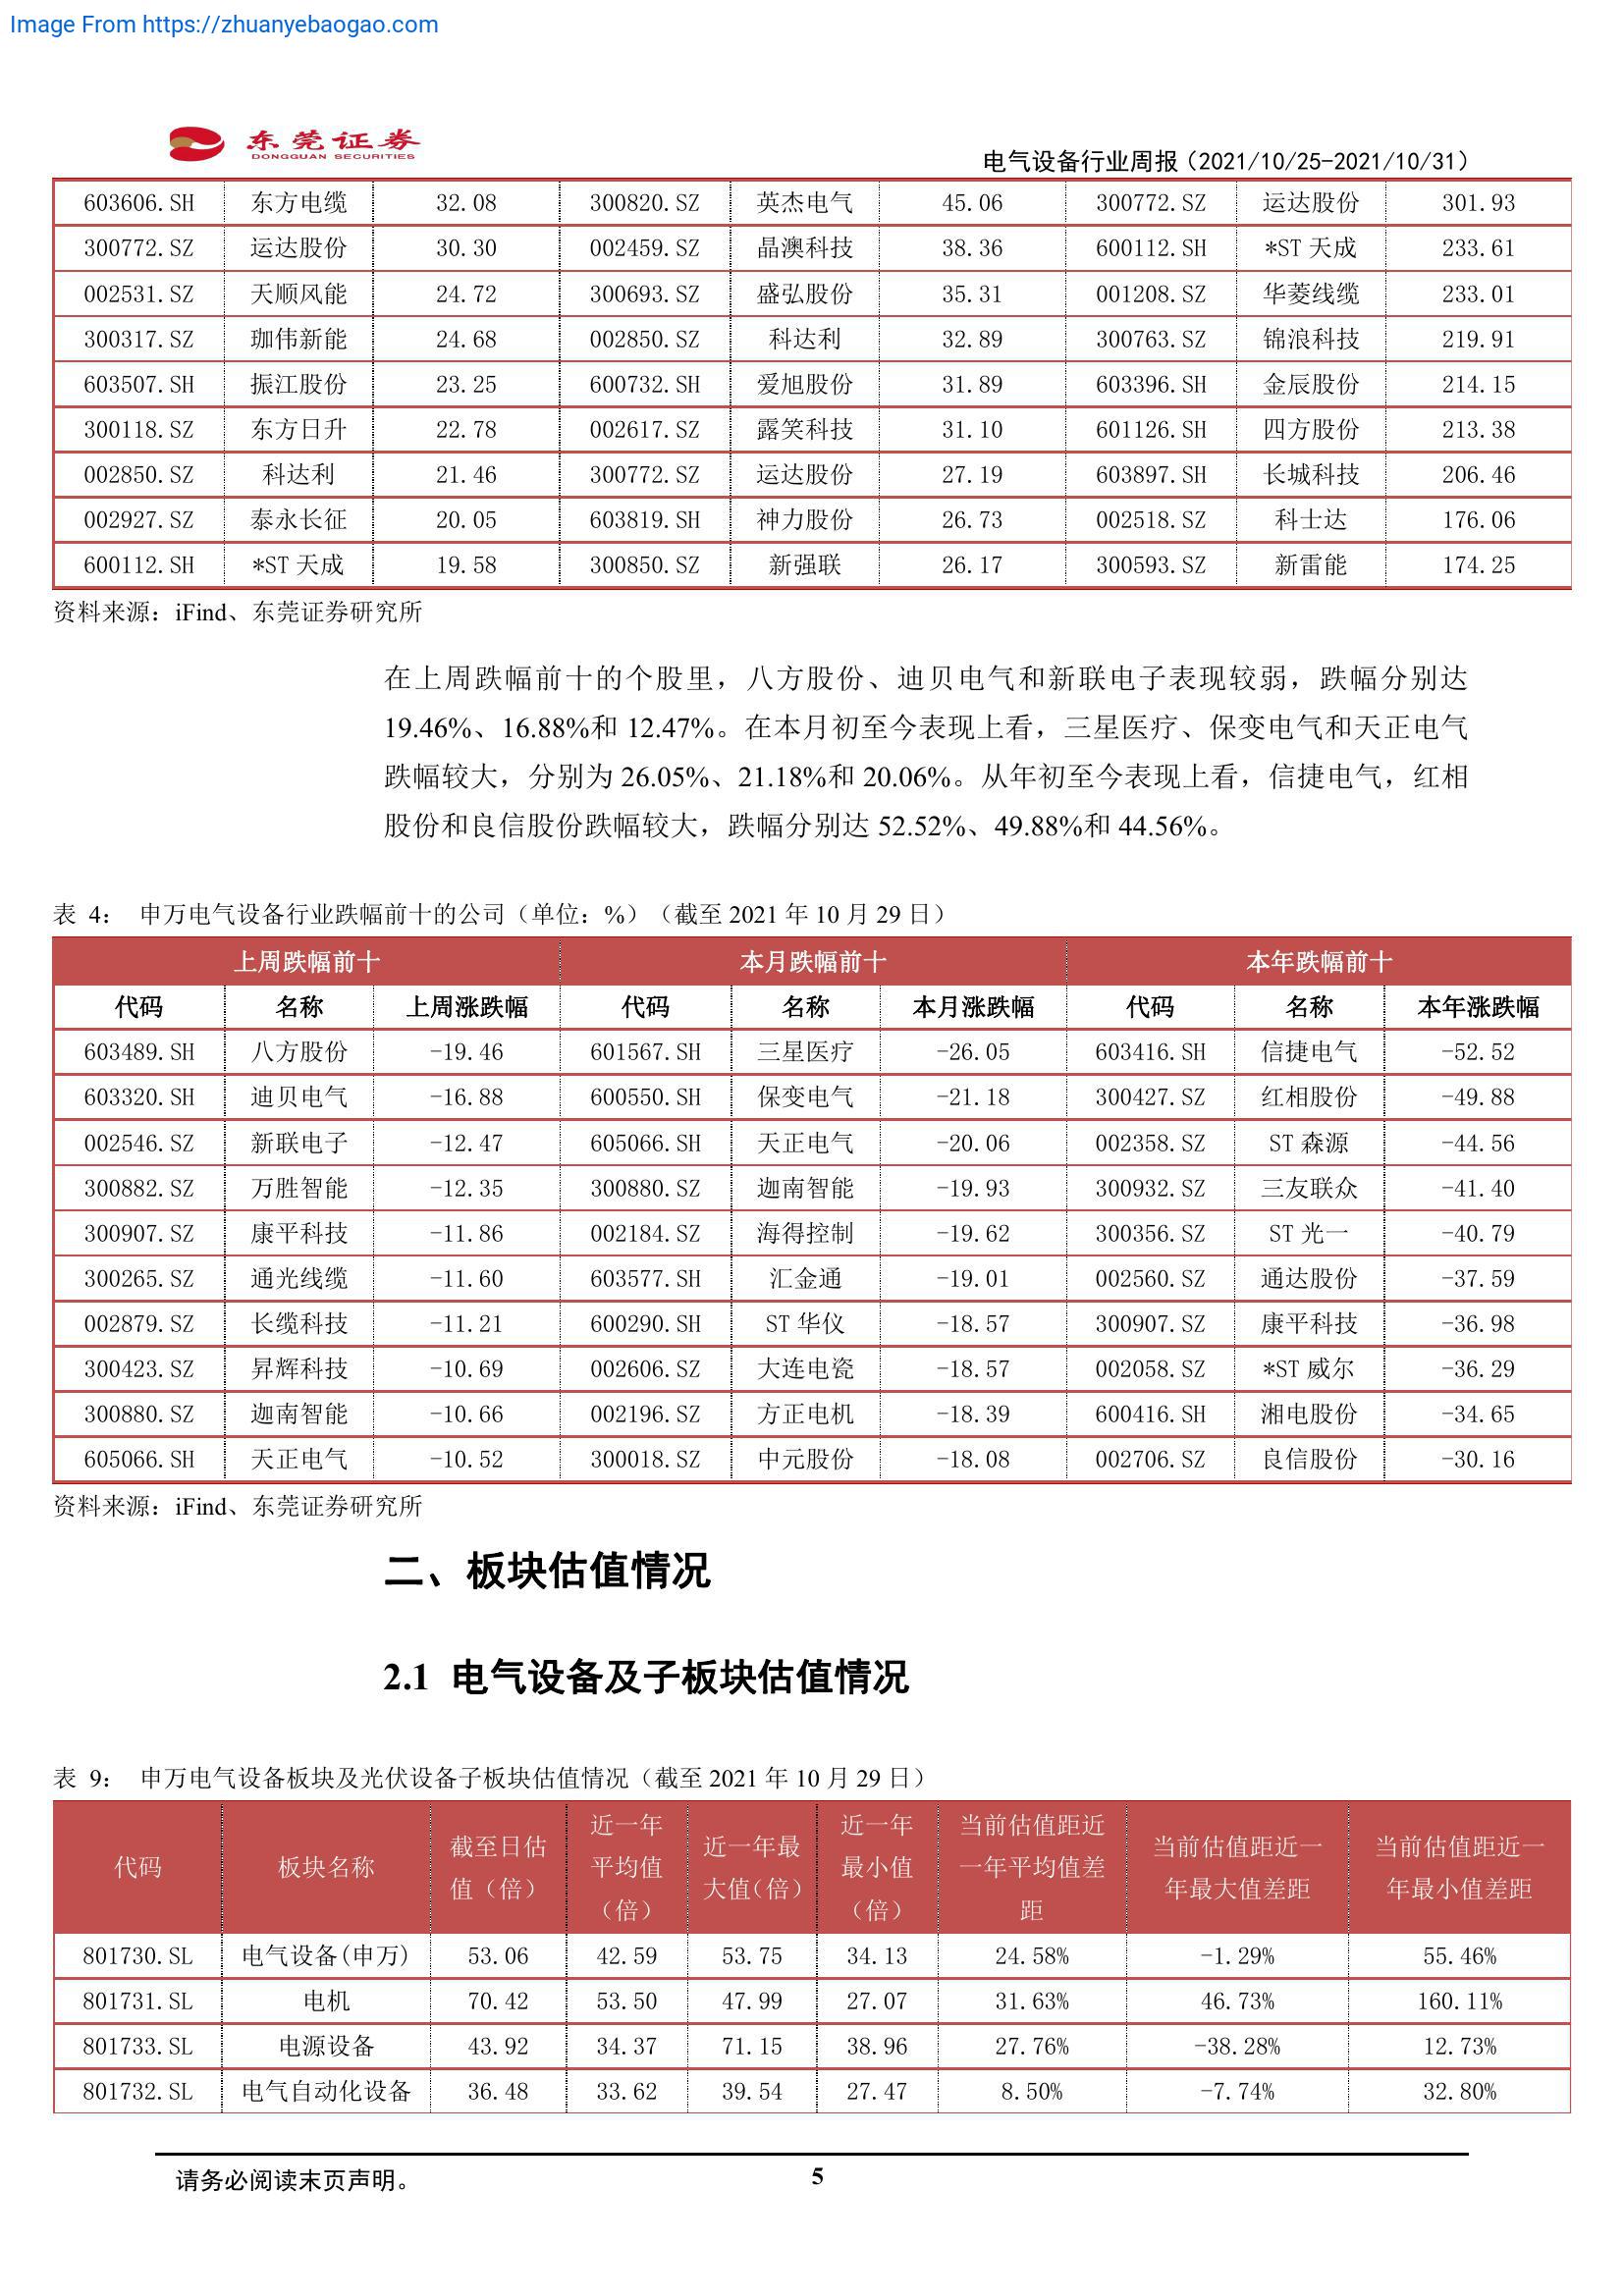 Image From https://zhuanyebaogao.com
东莞证券
DONGGUAN SECURITIES
电气设备行业周报（2021/10/25-2021/10/31）
603606.SH 东方电缆 32.08 300820.SZ 英杰电气 45.06 300772.SZ 运达股份 301.93
300772.SZ 运达股份 30.30 002459.SZ 晶澳科技 38.36 600112.SH *ST 天成 233.61
002531.SZ 天顺风能 24.72 300693.SZ 盛弘股份 35.31 001208.SZ 华菱线缆 233.01
300317.SZ 珈伟新能 24.68 002850.SZ 科达利 32.89 300763.SZ 锦浪科技 219.91
603507.SH 振江股份 23.25 600732.SH 爱旭股份 31.89 603396.SH 金辰股份 214.15
300118.SZ 东方日升 22.78 002617.SZ 露笑科技 31.10 601126.SH 四方股份 213.38
002850.SZ 科达利 21.46 300772.SZ 运达股份 27.19 603897.SH 长城科技 206.46
002927.SZ 泰永长征 20.05 603819.SH 神力股份 26.73 002518.SZ 科士达 176.06
600112.SH *ST 天成 19.58 300850.SZ 新强联 26.17 300593.SZ 新雷能 174.25
资料来源：iFind、东莞证券研究所
在上周跌幅前十的个股里，八方股份、迪贝电气和新联电子表现较弱，跌幅分别达
19.46%、16.88%和 12.47%。在本月初至今表现上看，三星医疗、保变电气和天正电气
跌幅较大，分别为 26.05%、21.18%和 20.06%。从年初至今表现上看，信捷电气，红相
股份和良信股份跌幅较大，跌幅分别达 52.52%、49.88%和 44.56%。
表 4： 申万电气设备行业跌幅前十的公司（单位：%）（截至 2021 年 10 月 29 日）
上周跌幅前十 本月跌幅前十 本年跌幅前十
代码 名称 上周涨跌幅 代码 名称 本月涨跌幅 代码 名称 本年涨跌幅
603489.SH 八方股份 -19.46 601567.SH 三星医疗 -26.05 603416.SH 信捷电气 -52.52
603320.SH 迪贝电气 -16.88 600550.SH 保变电气 -21.18 300427.SZ 红相股份 -49.88
002546.SZ 新联电子 -12.47 605066.SH 天正电气 -20.06 002358.SZ ST 森源 -44.56
300882.SZ 万胜智能 -12.35 300880.SZ 迦南智能 -19.93 300932.SZ 三友联众 -41.40
300907.SZ 康平科技 -11.86 002184.SZ 海得控制 -19.62 300356.SZ ST 光一 -40.79
300265.SZ 通光线缆 -11.60 603577.SH 汇金通 -19.01 002560.SZ 通达股份 -37.59
002879.SZ 长缆科技 -11.21 600290.SH ST 华仪 -18.57 300907.SZ 康平科技 -36.98
300423.SZ 昇辉科技 -10.69 002606.SZ 大连电瓷 -18.57 002058.SZ *ST 威尔 -36.29
300880.SZ 迦南智能 -10.66 002196.SZ 方正电机 -18.39 600416.SH 湘电股份 -34.65
605066.SH 天正电气 -10.52 300018.SZ 中元股份 -18.08 002706.SZ 良信股份 -30.16
资料来源：iFind、东莞证券研究所
二、板块估值情况
2.1 电气设备及子板块估值情况
表 9： 申万电气设备板块及光伏设备子板块估值情况（截至 2021 年 10 月 29 日）
代码 板块名称 截至日估值（倍） 近一年平均值（倍） 近一年最大值（倍） 近一年最小值（倍） 当前估值距近一年平均值差距 当前估值距近一年最大值差距 当前估值距近一年最小值差距
801730.SL 电气设备(申万) 53.06 42.59 53.75 34.13 24.58% -1.29% 55.46%
801731.SL 电机 70.42 53.50 47.99 27.07 31.63% 46.73% 160.11%
801733.SL 电源设备 43.92 34.37 71.15 38.96 27.76% -38.28% 12.73%
801732.SL 电气自动化设备 36.48 33.62 39.54 27.47 8.50% -7.74% 32.80%
请务必阅读末页声明。
5